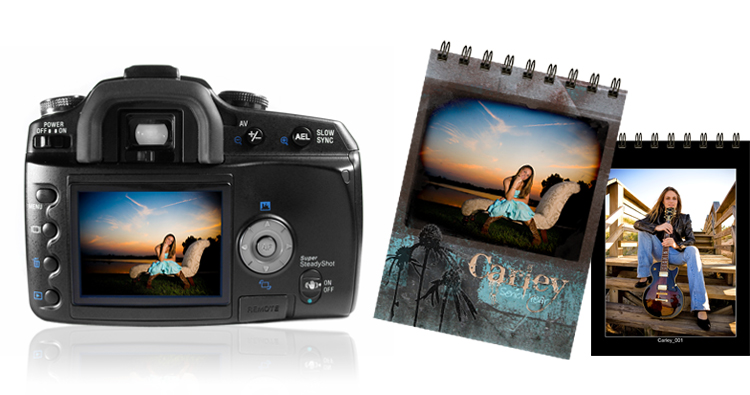 POWER
OFF ON
AV
+/-
AEL
SLOW
SYNC
MENU
Super
SteadyShot
ON
OFF
Carley
Carley_001